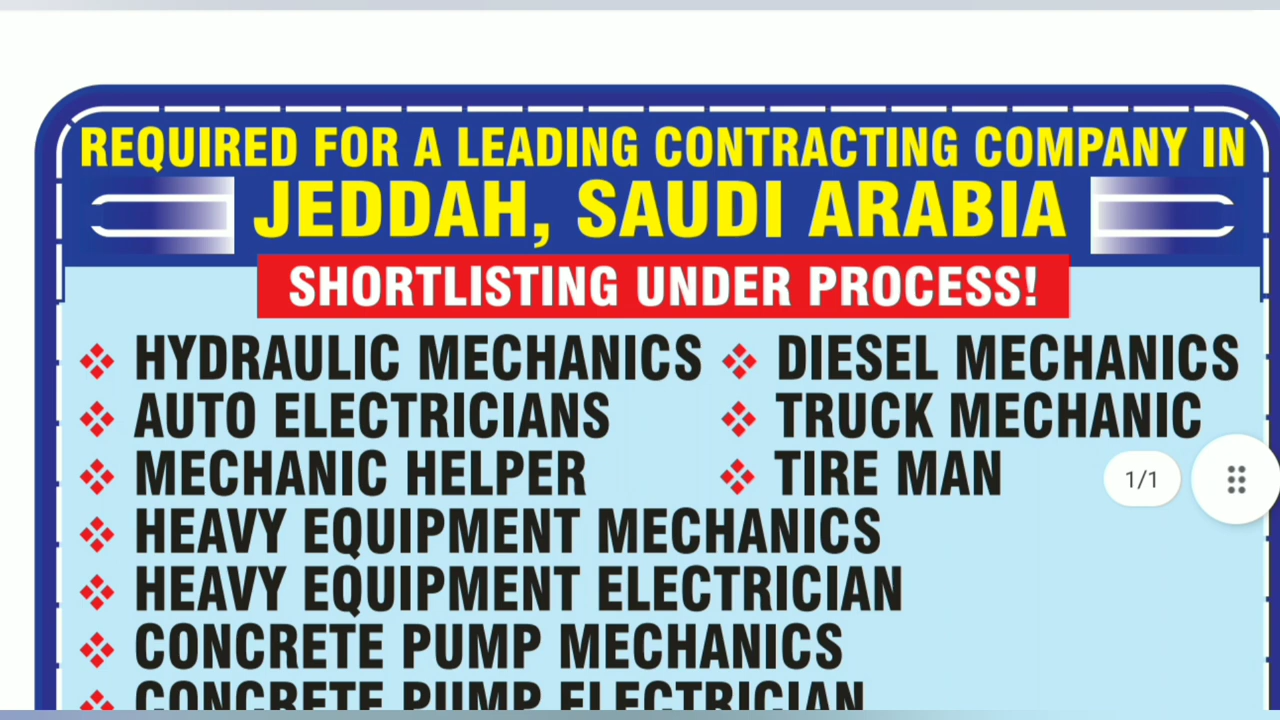 REQUIRED FOR A LEADING CONTRACTING COMPANY IN
JEDDAH, SAUDI ARABIA
SHORTLISTING UNDER PROCESS!
HYDRAULIC MECHANICS
DIESEL MECHANICS
AUTO ELECTRICIANS
TRUCK MECHANIC
MECHANIC HELPER
TIRE MAN
1/1
HEAVY EQUIPMENT MECHANICS
HEAVY EQUIPMENT ELECTRICIAN
CONCRETE PUMP MECHANICS
CONCRETE PUMP ELECTRICIAN